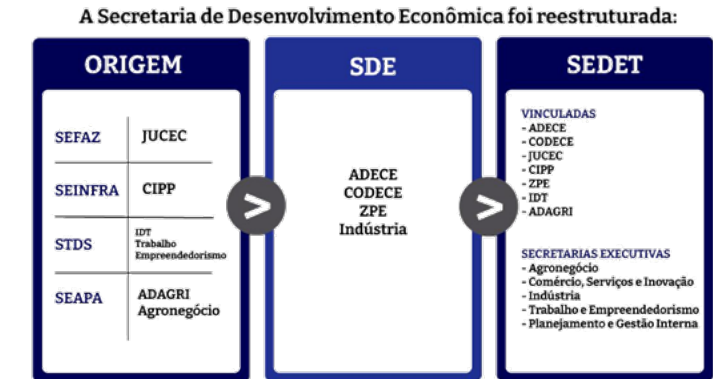 A Secretaria de Desenvolvimento Econômica foi reestruturada:
ORIGEM
SEFAZ
JUCEC
SEINFRA
CIPP
STDS
IDT
Trabalho
Empreendedorismo
SEAPA
ADAGRI
Agronegócio
>
SDE
ADECE
CODECE
ZPE
Indústria
>
SEDET
VINCULADAS
- ADECE
- CODECE
- JUCEC
- CIPP
- ZPE
- IDT
- ADAGRI
SECRETARIAS EXECUTIVAS
- Agronegócio
- Comércio, Serviços e Inovação
- Indústria
- Trabalho e Empreendedorismo
- Planejamento e Gestão Interna